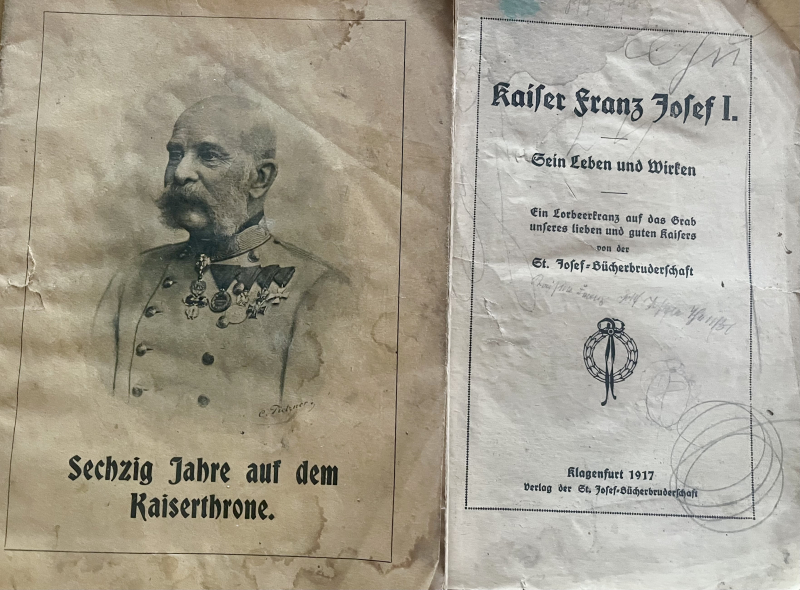 Sechzig Jahre auf dem
Kaiserthrone.
Kaiser Franz Josef I.
Sein Leben und Wirken
Ein Lorbeerkranz auf das Grab
unseres lieben und guten Kaisers
von der
St. Josef=Bücherbruderschaft
Klagenfurt 1917
Verlag der St. Josef=Bücherbruderschaft